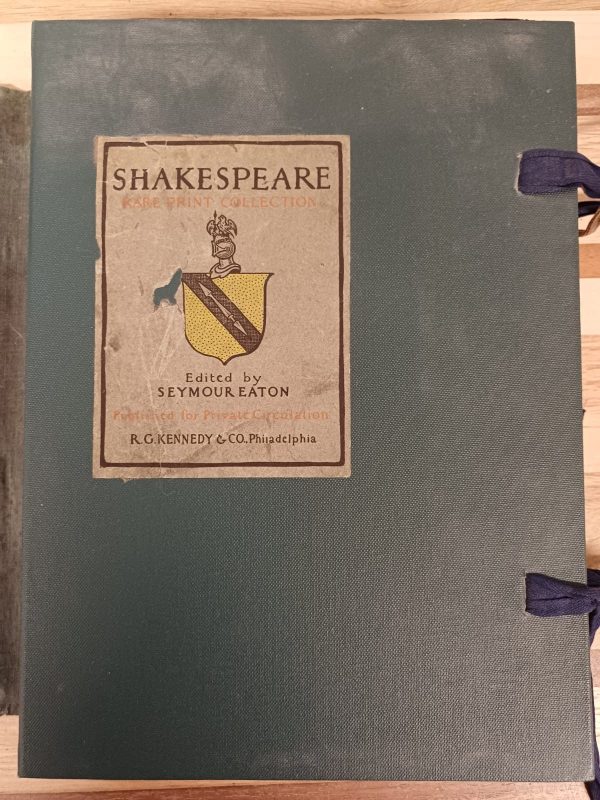 SHAKESPEARE
RARE PRINT COLLECTION
Edited by
SEYMOUR EATON
Published for Private Circulation
R.G. KENNEDY & CO., Philadelphia